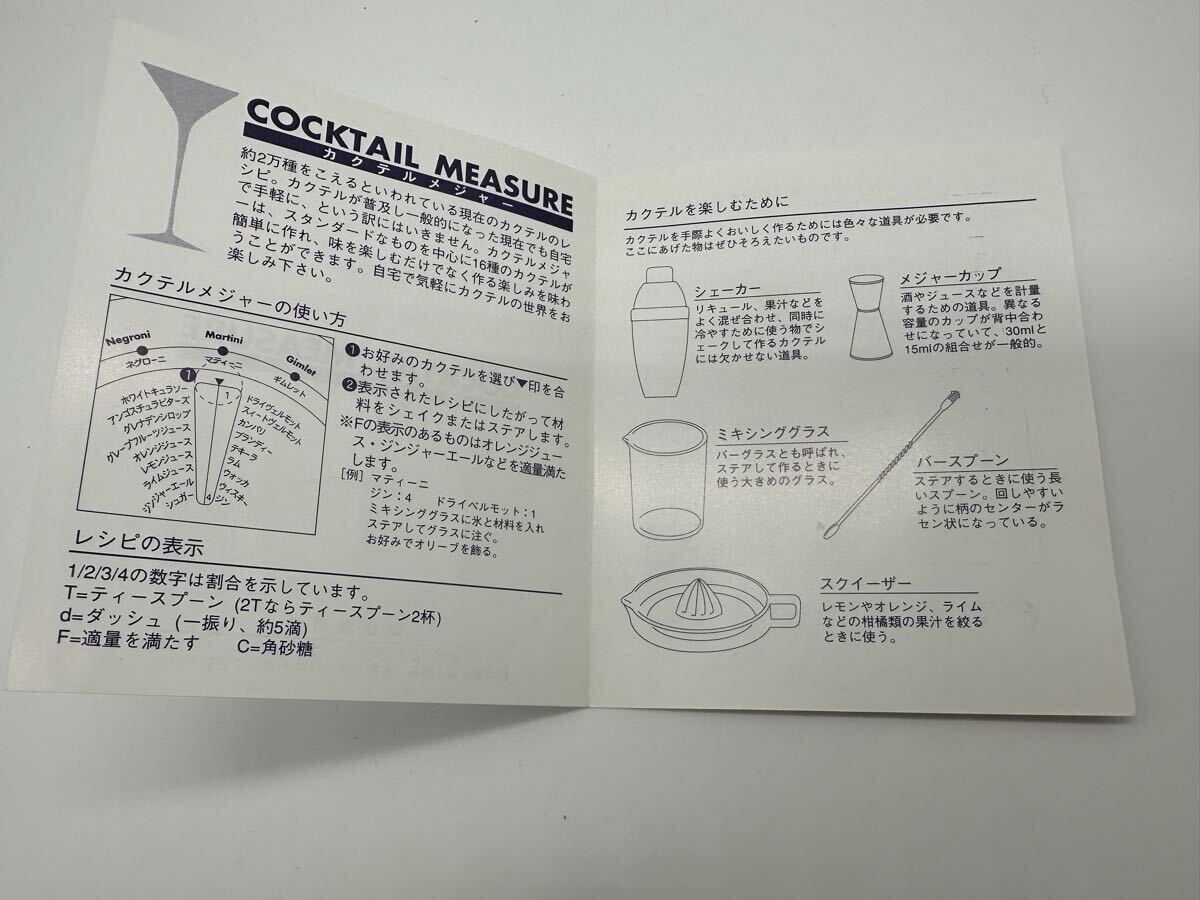 COCKTAIL MEASURE
カクテルメジャー
約2万種をこえるといわれている現在のカクテルのレ
シピ。カクテルが普及し一般的になった現在でも自宅
で手軽に、という訳にはいきません。カクテルメジャ
ーは、スタンダードなものを中心に16種のカクテルが
簡単に作れ、味を楽しむだけでなく作る楽しみを味わ
うことができます。自宅で気軽にカクテルの世界をお
楽しみ下さい。
カクテルメジャーの使い方
Negroni
Martini
Gimlet
ネグローニ
マティーニ
ギムレット
1
1
ホワイトキュラソー
アンゴスチュラビターズ
グレナデンシロップ
グレープフルーツジュース
オレンジジュース
レモンジュース
ライムジュース
ジンジャーエール
シュガー
ドライヴェルモット
スィートヴェルモット
カンパリ
ブランディー
テキーラ
ラム
ウォッカ
ウィスキー
ジン
4
❶お好みのカクテルを選び▼印を合
わせます。
❷表示されたレシピにしたがって材
料をシェイクまたはステアします。
※Fの表示のあるものはオレンジジュー
ス・ジンジャーエールなどを適量満た
します。
[例] マティーニ
ジン：4 ドライベルモット：1
ミキシンググラスに氷と材料を入れ
ステアしてグラスに注ぐ。
お好みでオリーブを飾る。
レシピの表示
1/2/3/4の数字は割合を示しています。
T=ティースプーン (2Tならティースプーン2杯)
d=ダッシュ (一振り、約5滴)
F=適量を満たす C=角砂糖
カクテルを楽しむために
カクテルを手際よくおいしく作るためには色々な道具が必要です。
ここにあげた物はぜひそろえたいものです。
シェーカー
リキュール、果汁などを
よく混ぜ合わせ、同時に
冷やすために使う物でシ
ェークして作るカクテル
には欠かせない道具。
メジャーカップ
酒やジュースなどを計量
するための道具。異なる
容量のカップが背中合わ
せになっていて、30mlと
15mlの組合せが一般的。
ミキシンググラス
バーグラスとも呼ばれ、
ステアして作るときに
使う大きめのグラス。
バースプーン
ステアするときに使う長
いスプーン。回しやすい
ように柄のセンターがラ
セン状になっている。
スクイーザー
レモンやオレンジ、ライム
などの柑橘類の果汁を絞る
ときに使う。